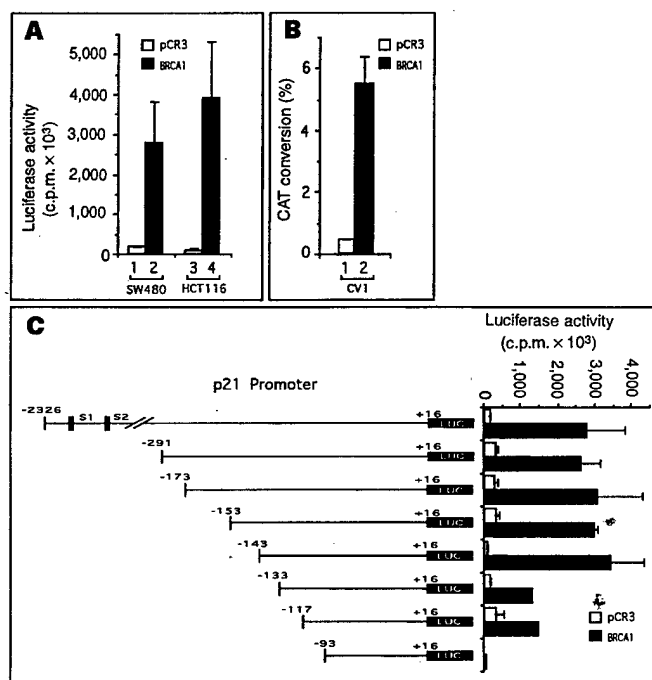 A
pCR3
BRCA1
Luciferase activity
(c.p.m. × 10³)
5,000
4,000
3,000
2,000
1,000
0
1 2 3 4
SW480 HCT116
B
pCR3
BRCA1
CAT conversion (%)
6
4
2
0
1 2
CV1
C
Luciferase activity
(c.p.m. × 10³)
0
1,000
2,000
3,000
4,000
p21 Promoter
-2326 S1 S2 +16 LUC
-291 +16 LUC
-173 +16 LUC
-153 +16 LUC
-143 +16 LUC
-133 +16 LUC
-117 +16 LUC
-93 +16 LUC
pCR3
BRCA1